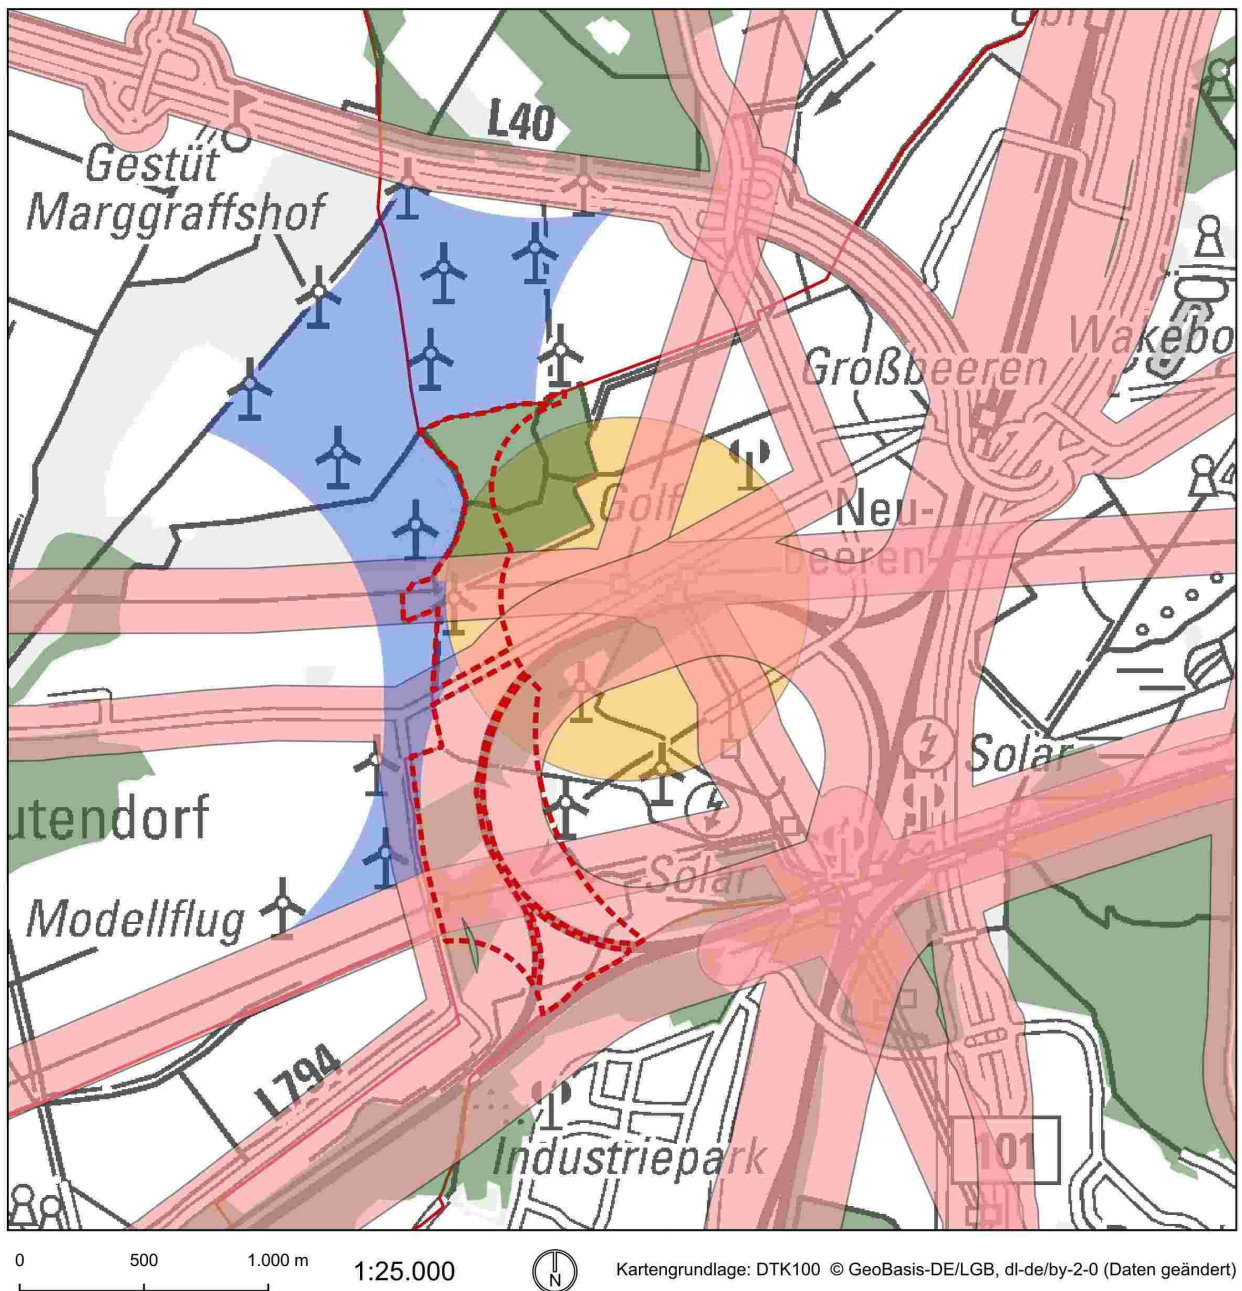 L40
Gestüt
Marggraffshof
Wakebo
Großbeeren
Golf
Neu-
beeren
Solar
utendorf
Solar
Modellflug
L794
Industriepark
101
0 500 1.000 m
1:25.000
N
Kartengrundlage: DTK100 © GeoBasis-DE/LGB, dl-de/by-2-0 (Daten geändert)